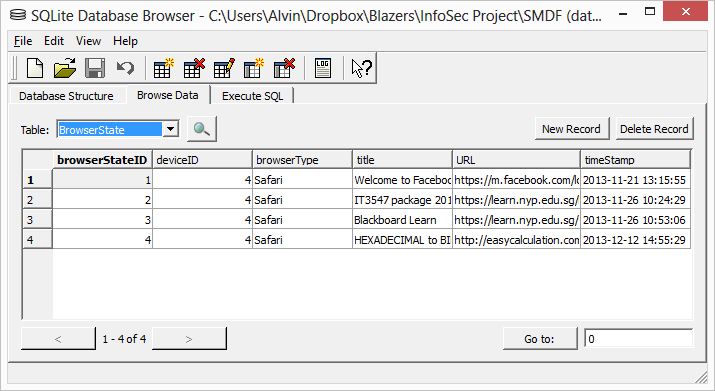 SQLite Database Browser - C:\Users\Alvin\Dropbox\Blazers\InfoSec Project\SMDF (dat...
File Edit View Help
LOG
Database Structure Browse Data Execute SQL
Table: BrowserState New Record Delete Record
browserStateID deviceID browserType title URL timeStamp
1 1 4 Safari Welcome to Faceboo https://m.facebook.com/lo 2013-11-21 13:15:55
2 2 4 Safari IT3547 package 201 https://learn.nyp.edu.sg/ 2013-11-26 10:24:29
3 3 4 Safari Blackboard Learn https://learn.nyp.edu.sg/ 2013-11-26 10:53:06
4 4 4 Safari HEXADECIMAL to BI http://easycalculation.com 2013-12-12 14:55:29
< 1 - 4 of 4 > Go to: 0